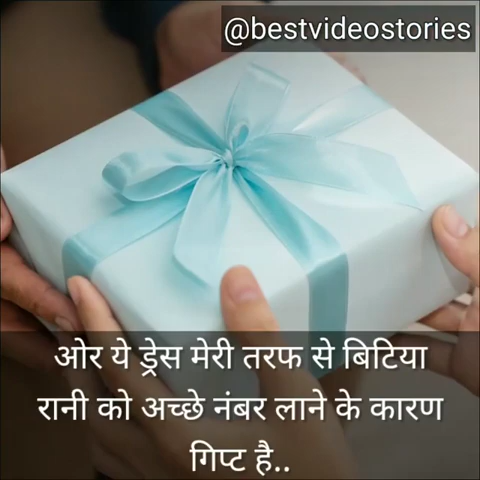 @bestvideostories
ओर ये ड्रेस मेरी तरफ से बिटिया
रानी को अच्छे नंबर लाने के कारण
गिप्ट है..